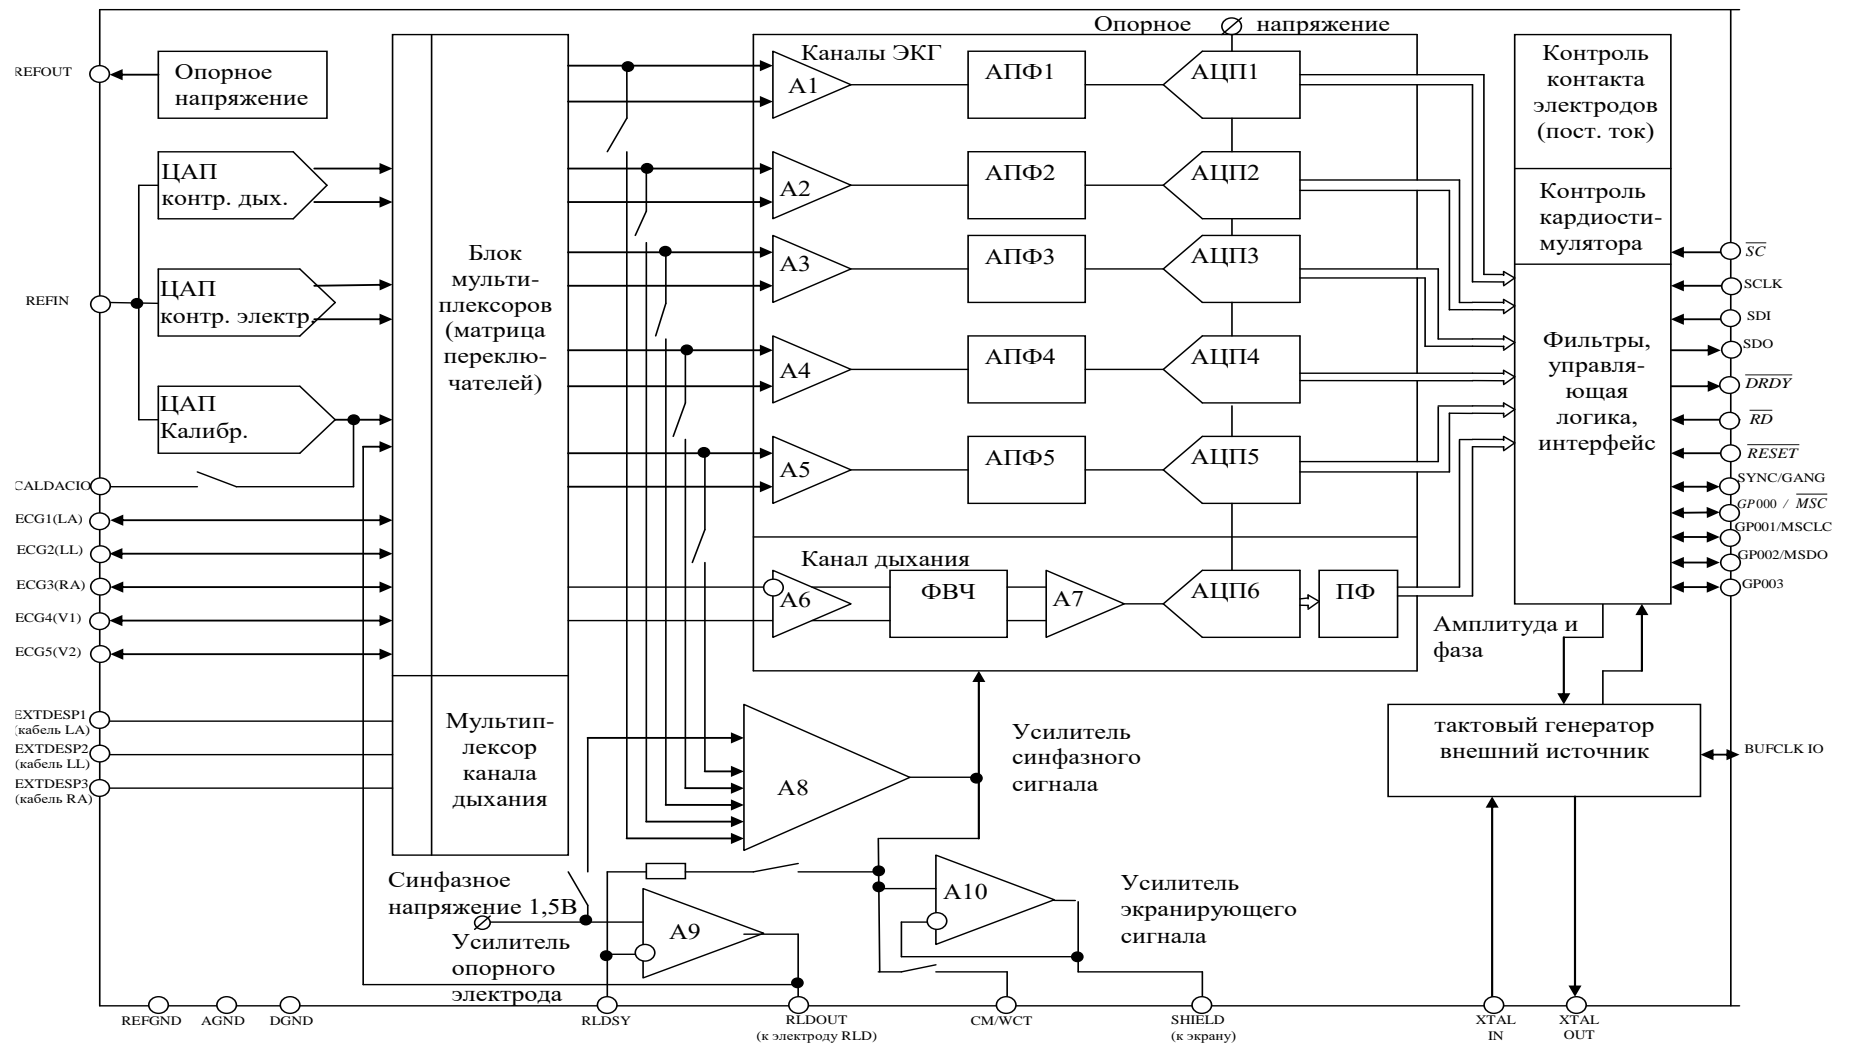 Опорное напряжение
REFOUT
Опорное
напряжение
ЦАП
контр. дых.
REFIN
ЦАП
контр. электр.
ЦАП
Калибр.
CALDACIO
ECG1(LA)
ECG2(LL)
ECG3(RA)
ECG4(V1)
ECG5(V2)
EXTDESP1
(кабель LA)
EXTDESP2
(кабель LL)
EXTDESP3
(кабель RA)
Блок
мульти-
плексоров
(матрица
переклю-
чателей)
Мультип-
лексор
канала
дыхания
Каналы ЭКГ
A1
АПФ1
АЦП1
A2
АПФ2
АЦП2
A3
АПФ3
АЦП3
A4
АПФ4
АЦП4
A5
АПФ5
АЦП5
Канал дыхания
A6
ФВЧ
A7
АЦП6
ПФ
Контроль
контакта
электродов
(пост. ток)
Контроль
кардиости-
мулятора
Фильтры,
управля-
ющая
логика,
интерфейс
SC
SCLK
SDI
SDO
DRDY
RD
RESET
SYNC/GANG
GP000 / MSC
GP001/MSCLC
GP002/MSDO
GP003
Амплитуда и
фаза
тактовый генератор
внешний источник
BUFCLK IO
A8
Усилитель
синфазного
сигнала
Синфазное
напряжение 1,5В
A9
Усилитель
опорного
электрода
A10
Усилитель
экранирующего
сигнала
REFGND
AGND
DGND
RLDSY
RLDOUT
(к электроду RLD)
CM/WCT
SHIELD
(к экрану)
XTAL
IN
XTAL
OUT